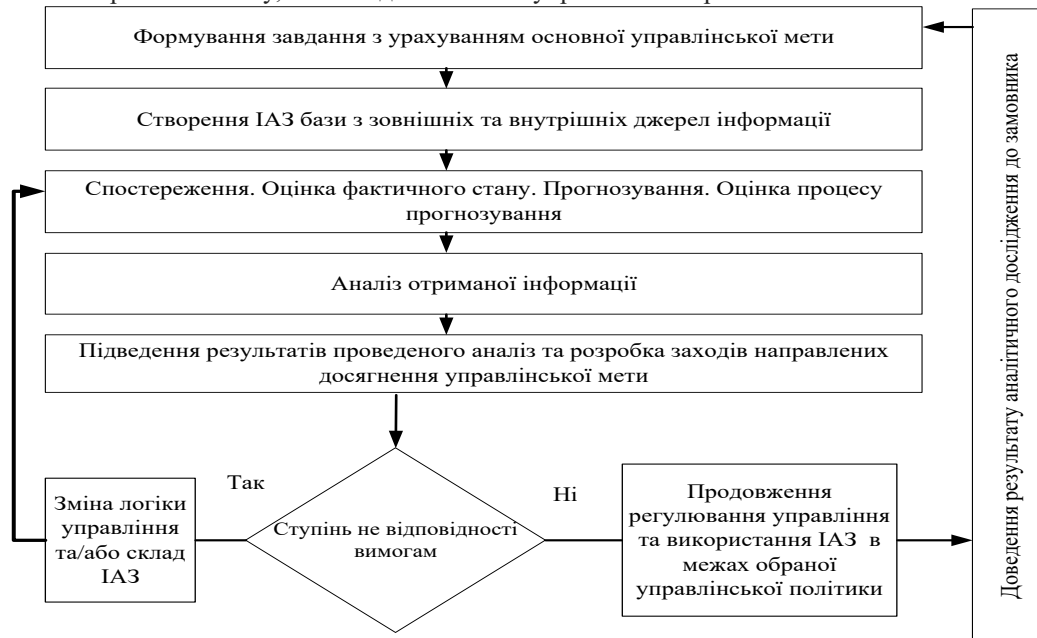 Формування завдання з урахуванням основної управлінської мети
Створення ІАЗ бази з зовнішніх та внутрішніх джерел інформації
Спостереження. Оцінка фактичного стану. Прогнозування. Оцінка процесу
прогнозування
Аналіз отриманої інформації
Підведення результатів проведеного аналіз та розробка заходів направлених
досягнення управлінської мети
Так
Ні
Зміна логіки
управління
та/або склад
ІАЗ
Ступінь не відповідності
вимогам
Продовження
регулювання управління
та використання ІАЗ в
межах обраної
управлінської політики
Доведення результату аналітичного дослідження до замовника